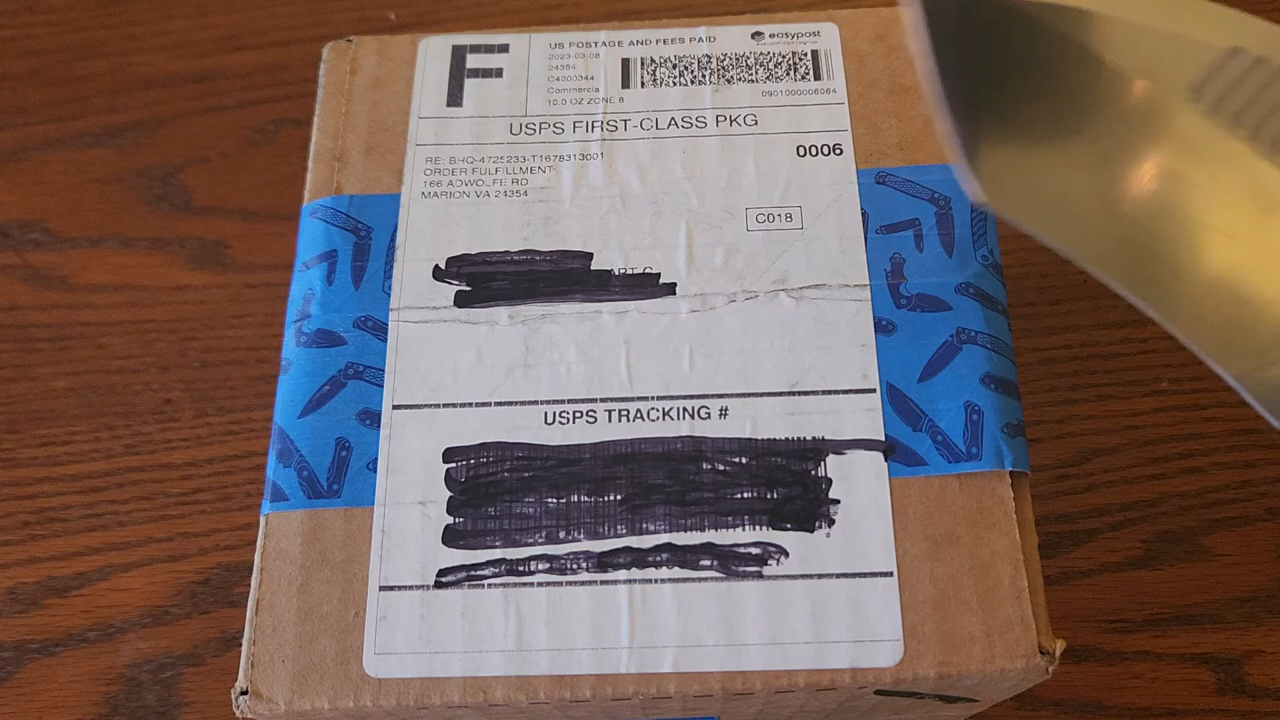 F
US POSTAGE AND FEES PAID
2023-03-08
24354
C4000344
Commercia
10.0 OZ ZONE 8
easypost
0901000006084
USPS FIRST-CLASS PKG
RE: BHQ-4725233-T1678313001
ORDER FULFILLMENT
166 ADWOLFE RD
MARION VA 24354
0006
C018
USPS TRACKING #